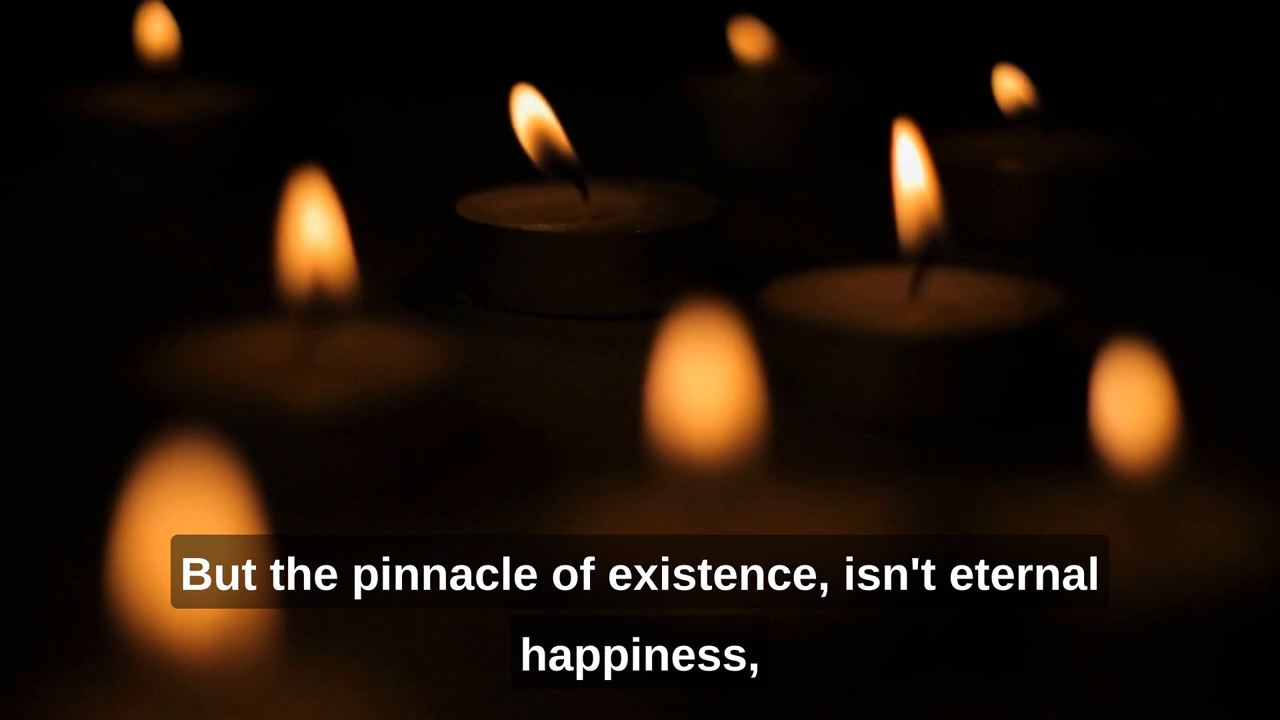 But the pinnacle of existence, isn't eternal
happiness,